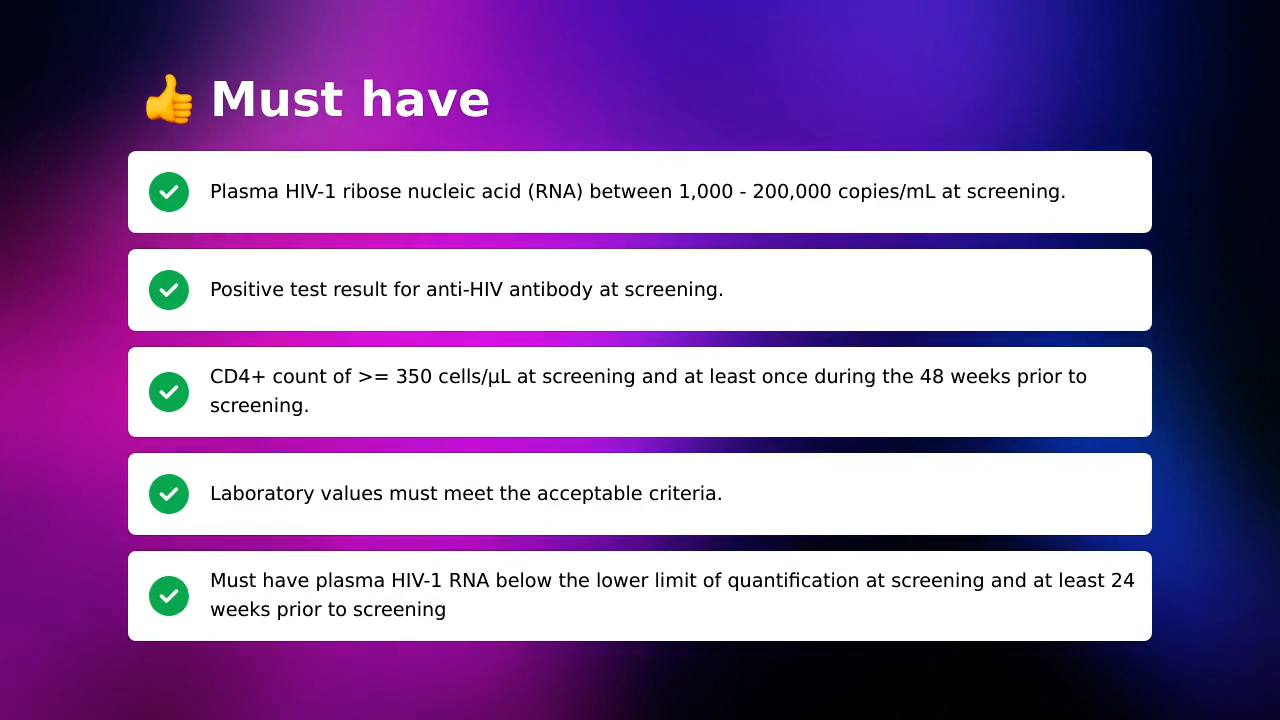 👍 Must have
Plasma HIV-1 ribose nucleic acid (RNA) between 1,000 - 200,000 copies/mL at screening.
Positive test result for anti-HIV antibody at screening.
CD4+ count of >= 350 cells/µL at screening and at least once during the 48 weeks prior to
screening.
Laboratory values must meet the acceptable criteria.
Must have plasma HIV-1 RNA below the lower limit of quantification at screening and at least 24
weeks prior to screening